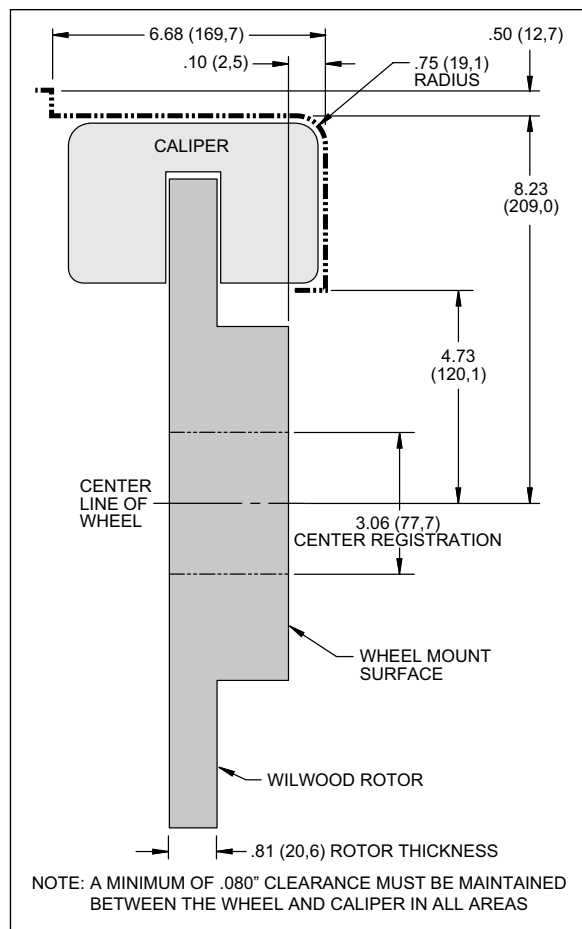 6.68 (169,7)
.50 (12,7)
.10 (2,5)
.75 (19,1)
RADIUS
CALIPER
8.23
(209,0)
4.73
(120,1)
CENTER
LINE OF
WHEEL
3.06 (77,7)
CENTER REGISTRATION
WHEEL MOUNT
SURFACE
WILWOOD ROTOR
.81 (20,6) ROTOR THICKNESS
NOTE: A MINIMUM OF .080" CLEARANCE MUST BE MAINTAINED
BETWEEN THE WHEEL AND CALIPER IN ALL AREAS